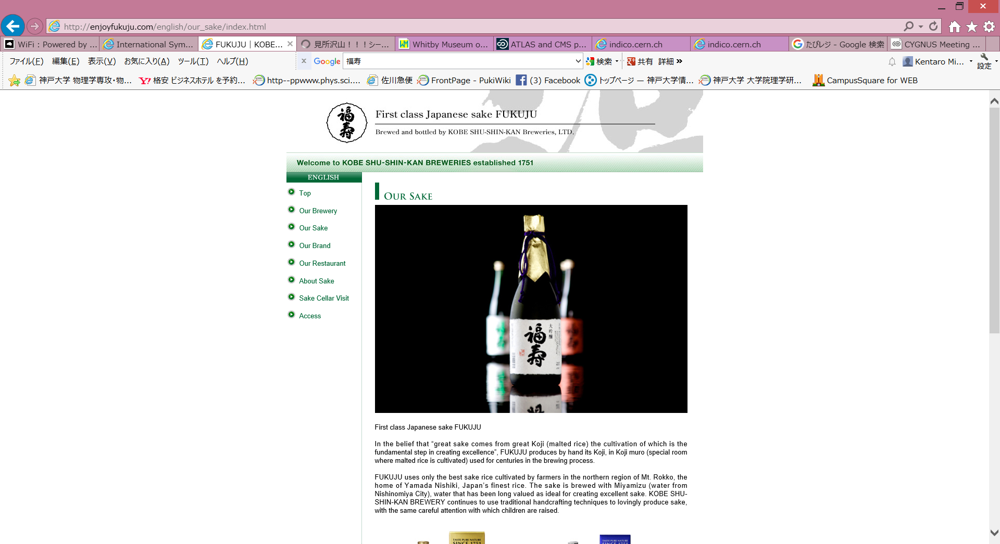 http://enjoyfukuju.com/english/our_sake/index.html
WiFi : Powered by ...
International Sym...
FUKUJU | KOBE...
見所沢山！！！シー...
Whitby Museum o...
ATLAS and CMS p...
indico.cern.ch
indico.cern.ch
たびレジ - Google 検索
CYGNUS Meeting ...
ファイル(F) 編集(E) 表示(V) お気に入り(A) ツール(T) ヘルプ(H)
Google 福寿 検索 共有 詳細 »
Kentaro Mi...
設定
神戸大学 物理学専攻・物...
格安 ビジネスホテル を予約...
http--ppwww.phys.sci....
佐川急便
FrontPage - PukiWiki
(3) Facebook
トップページ — 神戸大学情...
神戸大学 大学院理学研...
CampusSquare for WEB
福寿
First class Japanese sake FUKUJU
Brewed and bottled by KOBE SHU-SHIN-KAN Breweries, LTD.
Welcome to KOBE SHU-SHIN-KAN BREWERIES established 1751
ENGLISH
Top
Our Brewery
Our Sake
Our Brand
Our Restaurant
About Sake
Sake Cellar Visit
Access
OUR SAKE
大吟醸
福寿
First class Japanese sake FUKUJU
In the belief that “great sake comes from great Koji (malted rice) the cultivation of which is the
fundamental step in creating excellence”, FUKUJU produces by hand its Koji, in Koji muro (special room
where malted rice is cultivated) used for centuries in the brewing process.
FUKUJU uses only the best sake rice cultivated by farmers in the northern region of Mt. Rokko, the
home of Yamada Nishiki, Japan’s finest rice. The sake is brewed with Miyamizu (water from
Nishinomiya City), water that has been long valued as ideal for creating excellent sake. KOBE SHU-
SHIN-KAN BREWERY continues to use traditional handcrafting techniques to lovingly produce sake,
with the same careful attention with which children are raised.
TASTE PURE NATURE
SINCE 1751
TASTE PURE NATURE
SINCE 1751